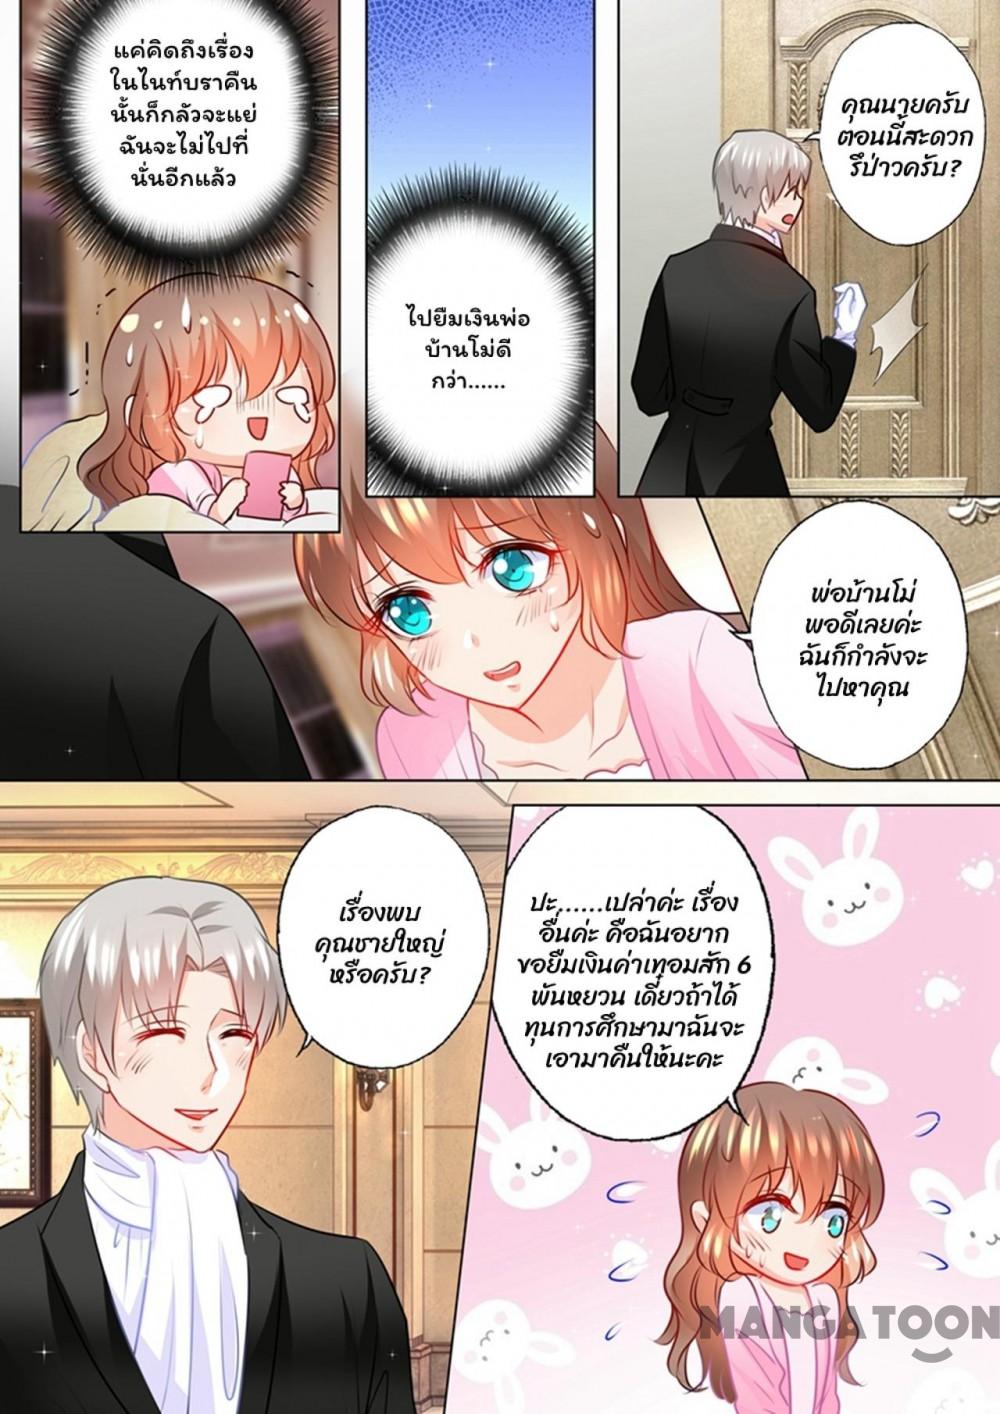 แค่คิดถึงเรื่อง
ในไนท์บราคืน
นั้นก็กลัวจะแย่
ฉันจะไม่ไปที่
นั่นอีกแล้ว
ไปยืมเงินพ่อ
บ้านโม่ดี
กว่า......
คุณนายครับ
ตอนนี้สะดวก
รึป่าวครับ?
พ่อบ้านโม่
พอดีเลยค่ะ
ฉันก็กำลังจะ
ไปหาคุณ
เรื่องพบ
คุณชายใหญ่
หรือครับ?
ปะ......เปล่าค่ะ เรื่อง
อื่นค่ะ คือฉันอยาก
ขอยืมเงินค่าเทอมสัก 6
พันหยวน เดี๋ยวถ้าได้
ทุนการศึกษามาฉันจะ
เอามาคืนให้นะคะ
MANGATOON